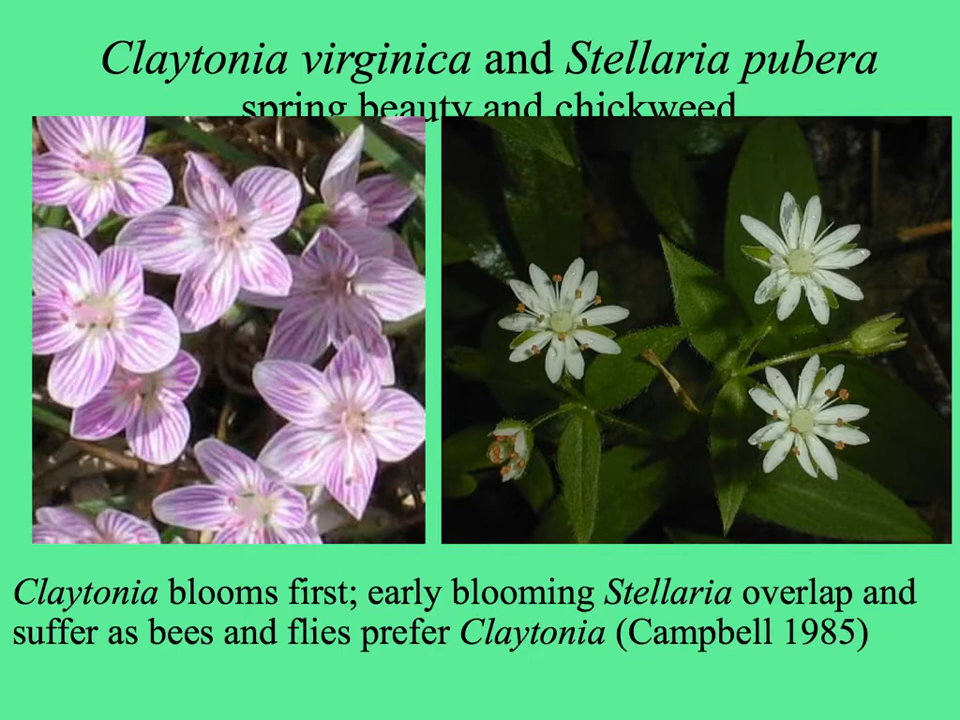 Claytonia virginica and Stellaria pubera
spring beauty and chickweed
Claytonia blooms first; early blooming Stellaria overlap and
suffer as bees and flies prefer Claytonia (Campbell 1985)